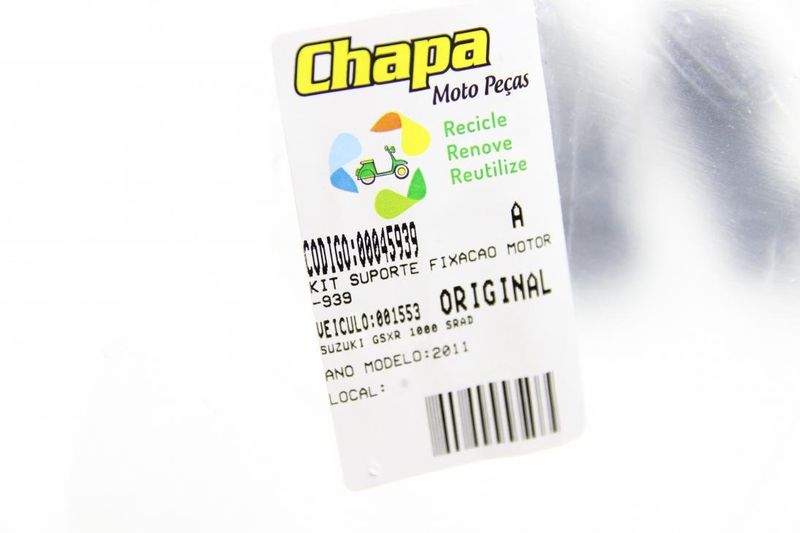 Chapa
Moto Peças
Recicle
Renove
Reutilize
A
CODIGO:00045939
KIT SUPORTE FIXACAO MOTOR
-939
VEICULO:001553 ORIGINAL
SUZUKI GSXR 1000 SRAD
ANO MODELO:2011
LOCAL: